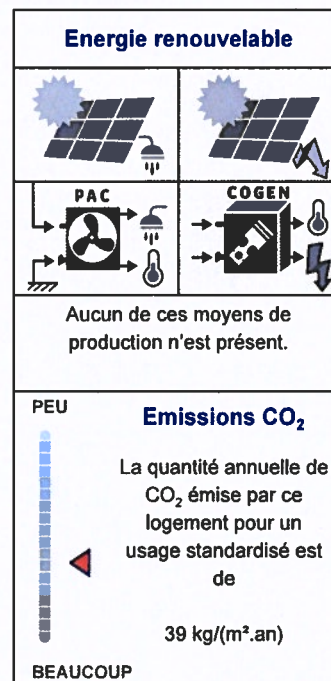 Energie renouvelable
PAC
COGEN
Aucun de ces moyens de
production n'est présent.
PEU
Emissions CO₂
La quantité annuelle de
CO₂ émise par ce
logement pour un
usage standardisé est
de
39 kg/(m².an)
BEAUCOUP